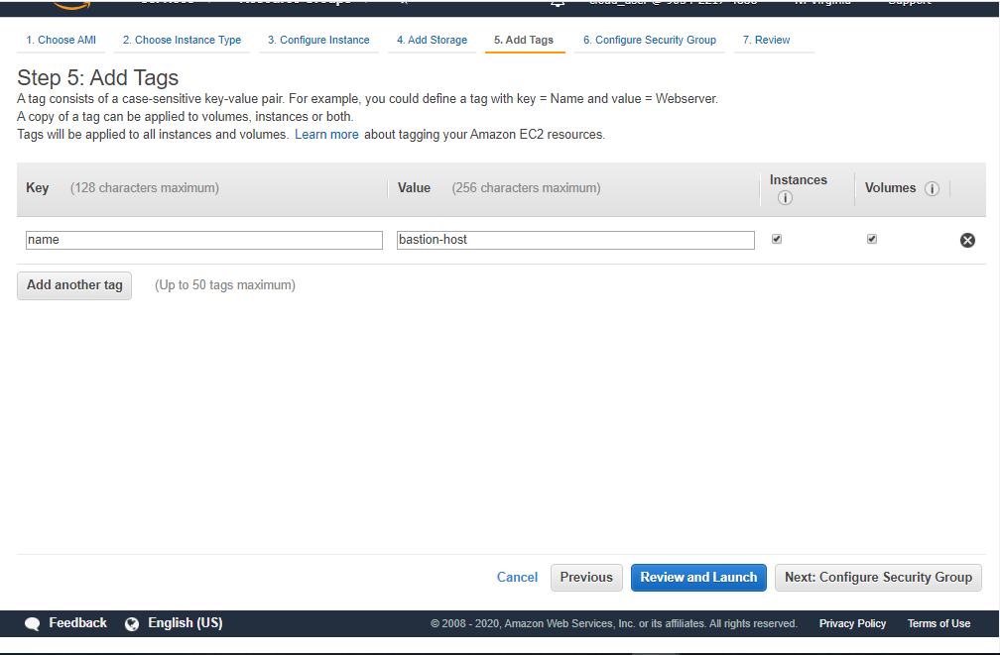 1. Choose AMI 2. Choose Instance Type 3. Configure Instance 4. Add Storage 5. Add Tags 6. Configure Security Group 7. Review
Step 5: Add Tags
A tag consists of a case-sensitive key-value pair. For example, you could define a tag with key = Name and value = Webserver.
A copy of a tag can be applied to volumes, instances or both.
Tags will be applied to all instances and volumes. Learn more about tagging your Amazon EC2 resources.
Key (128 characters maximum) Value (256 characters maximum) Instances Volumes
name bastion-host
Add another tag (Up to 50 tags maximum)
Cancel Previous Review and Launch Next: Configure Security Group
Feedback English (US) © 2008 - 2020, Amazon Web Services, Inc. or its affiliates. All rights reserved. Privacy Policy Terms of Use